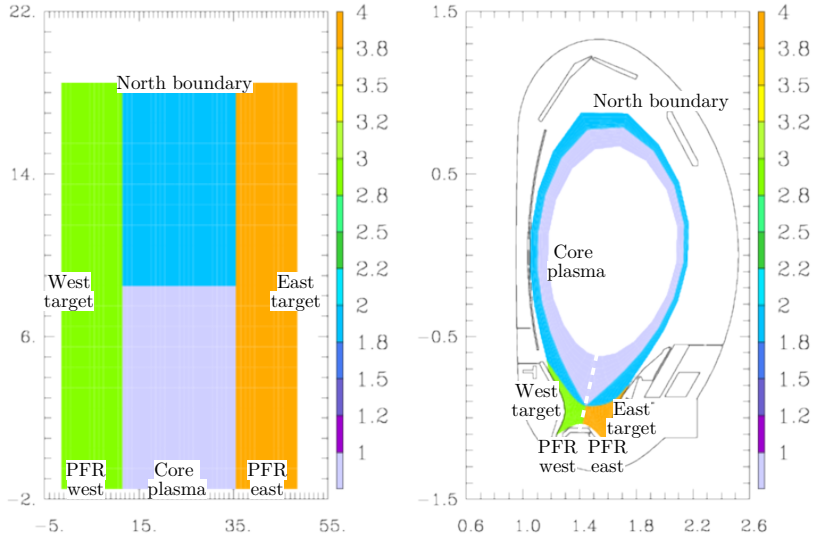 22.
14.
6.
-2.
-5.
15.
35.
55.
North boundary
West
target
East
target
PFR
west
Core
plasma
PFR
east
4
3.8
3.5
3.2
3
2.8
2.5
2.2
2
1.8
1.5
1.2
1
1.5
0.5
-0.5
-1.5
0.6
1.0
1.4
1.8
2.2
2.6
North boundary
Core
plasma
West
target
East
target
PFR
west
PFR
east
4
3.8
3.5
3.2
3
2.8
2.5
2.2
2
1.8
1.5
1.2
1